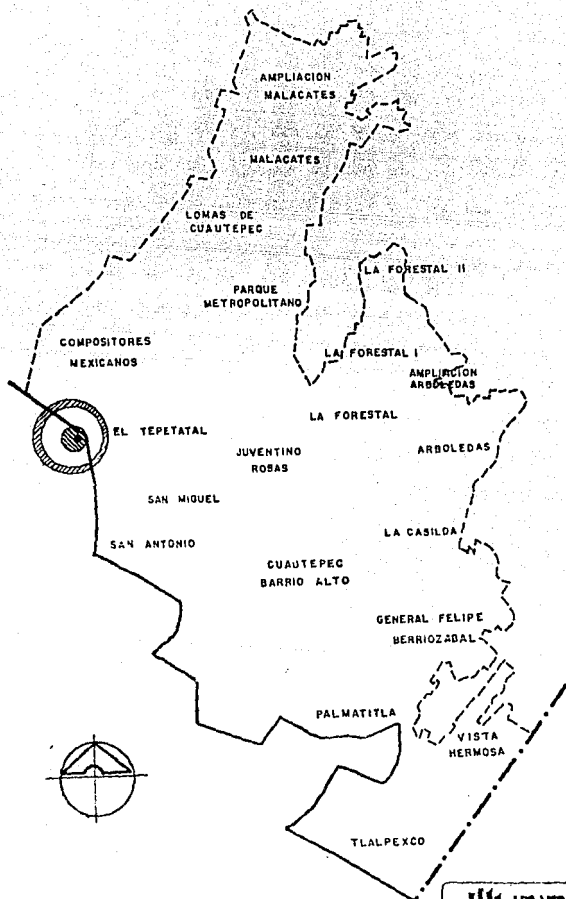 AMPLIACION
MALACATES
MALACATES
LOMAS DE
CUAUTEPEC
LA FORESTAL II
PARQUE
METROPOLITANO
COMPOSITORES
MEXICANOS
LA FORESTAL I
AMPLIACION
ARBOLEDAS
LA FORESTAL
EL TEPETATAL
JUVENTINO
ROSAS
ARBOLEDAS
SAN MIGUEL
LA CASILDA
SAN ANTONIO
CUAUTEPEC
BARRIO ALTO
GENERAL FELIPE
BERRIOZABAL
PALMATITLA
VISTA
HERMOSA
TLALPEXCO